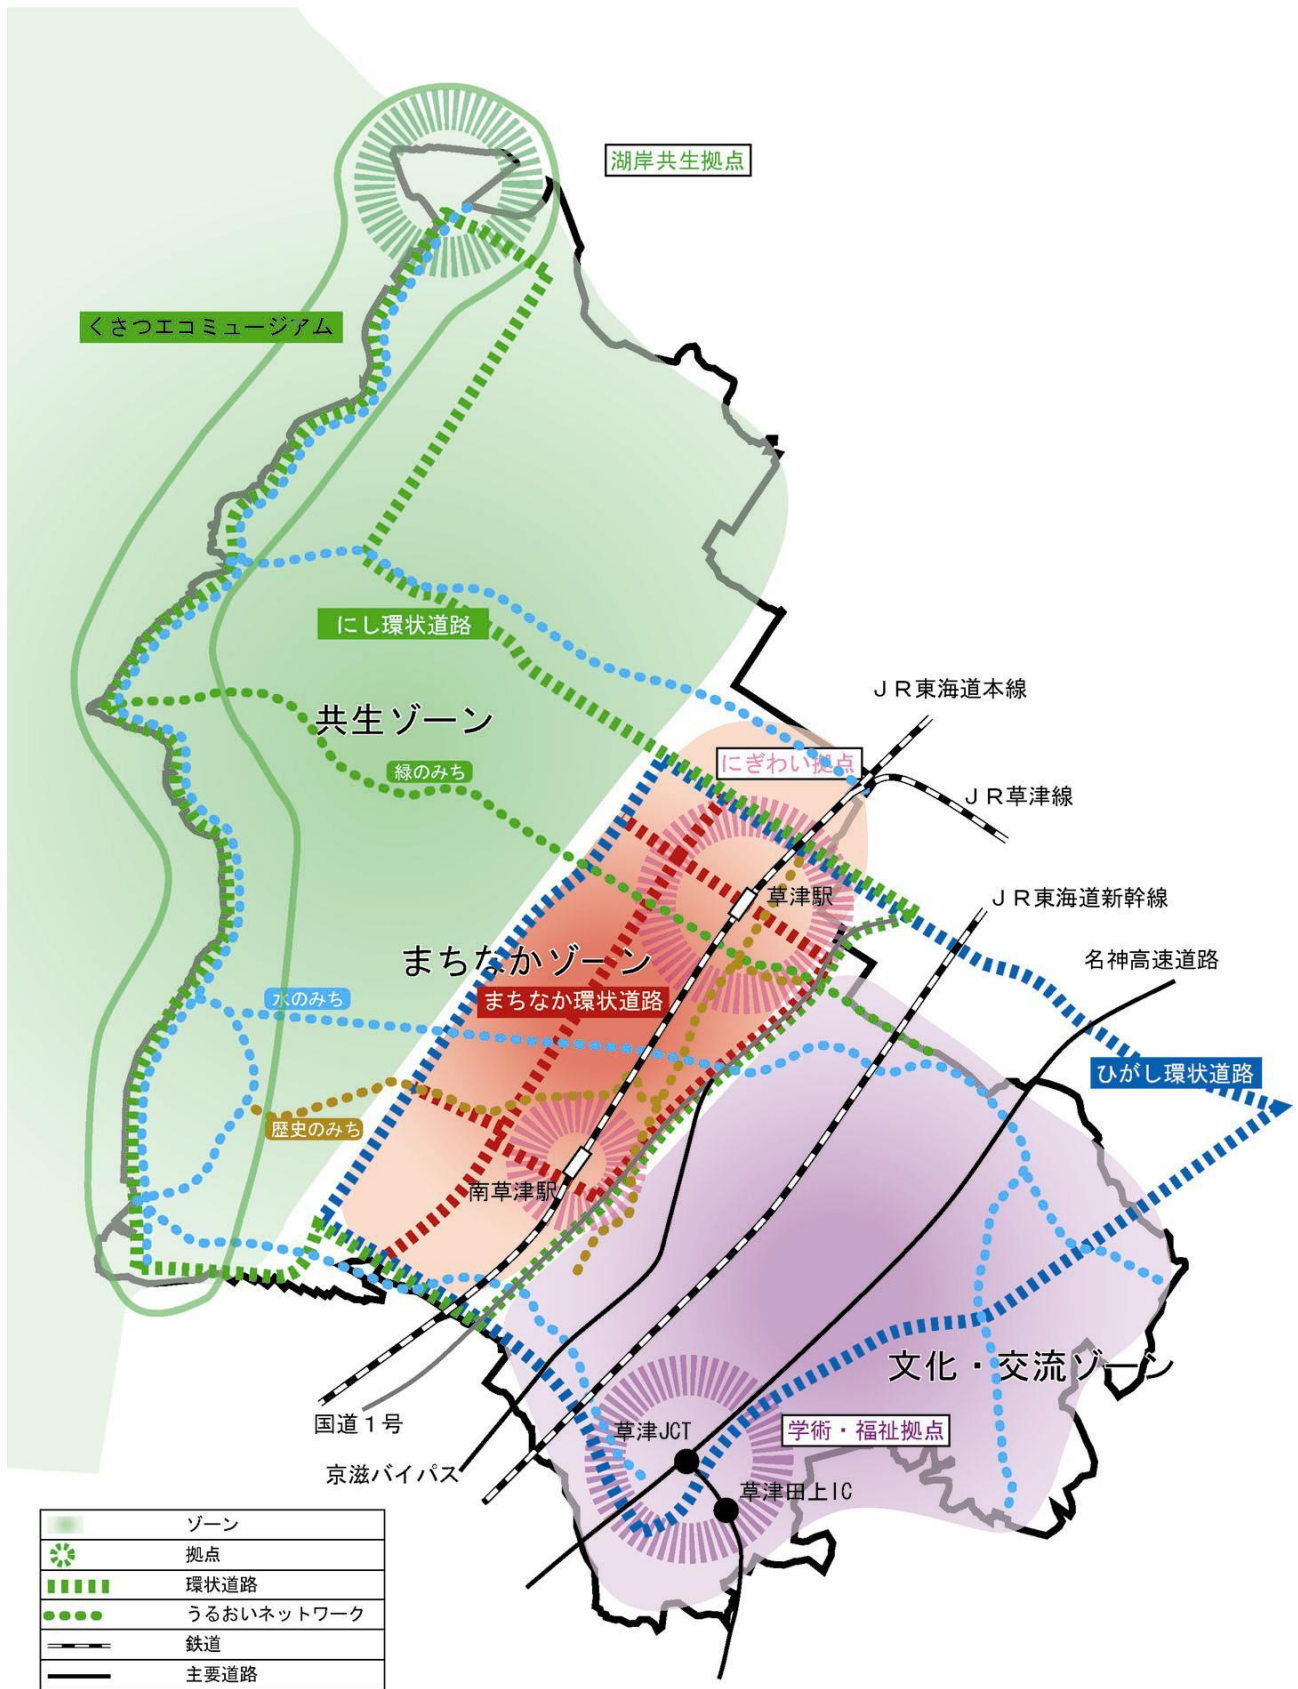 湖岸共生拠点
くさつエコミュージアム
にし環状道路
JR東海道本線
共生ゾーン
にぎわい拠点
緑のみち
JR草津線
草津駅
JR東海道新幹線
まちなかゾーン
名神高速道路
水のみち
まちなか環状道路
ひがし環状道路
歴史のみち
南草津駅
文化・交流ゾーン
国道1号
草津JCT
学術・福祉拠点
京滋バイパス
草津田上IC
ゾーン
拠点
環状道路
うるおいネットワーク
鉄道
主要道路